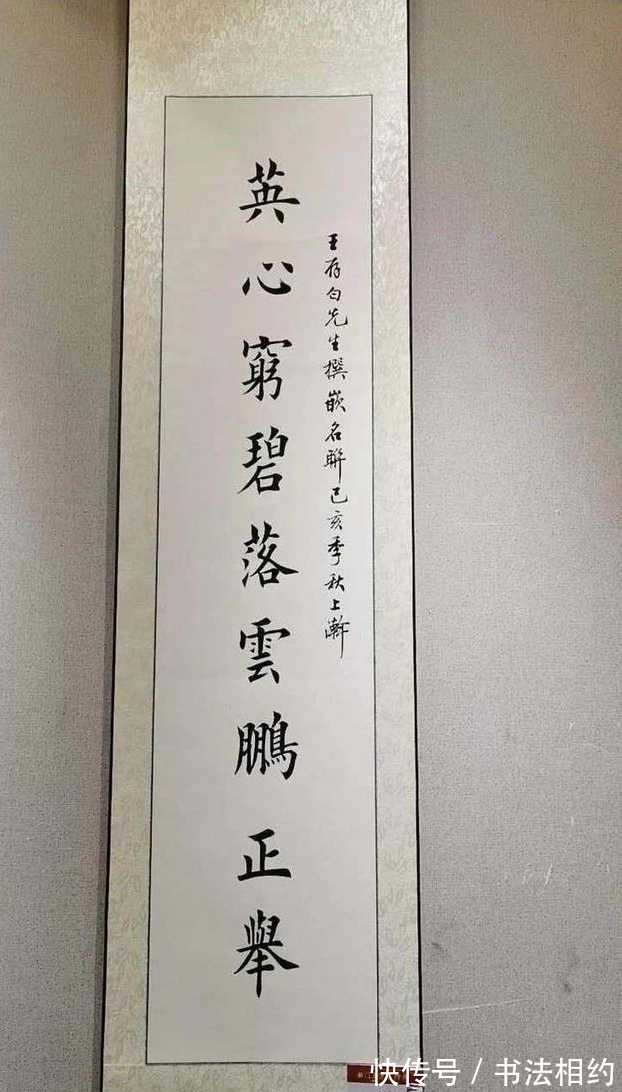 王存白先生撰嵌名聯己亥季秋上澣
英心窮碧落雲鵬正舉
快传号 / 书法相约